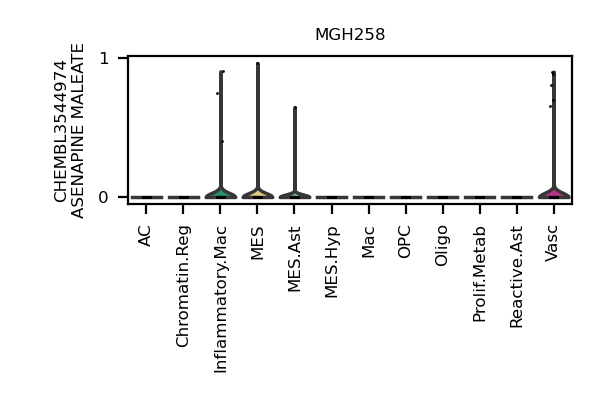 MGH258
CHEMBL3544974
ASENAPINE MALEATE
1
0
AC
Chromatin.Reg
Inflammatory.Mac
MES
MES.Ast
MES.Hyp
Mac
OPC
Oligo
Prolif.Metab
Reactive.Ast
Vasc